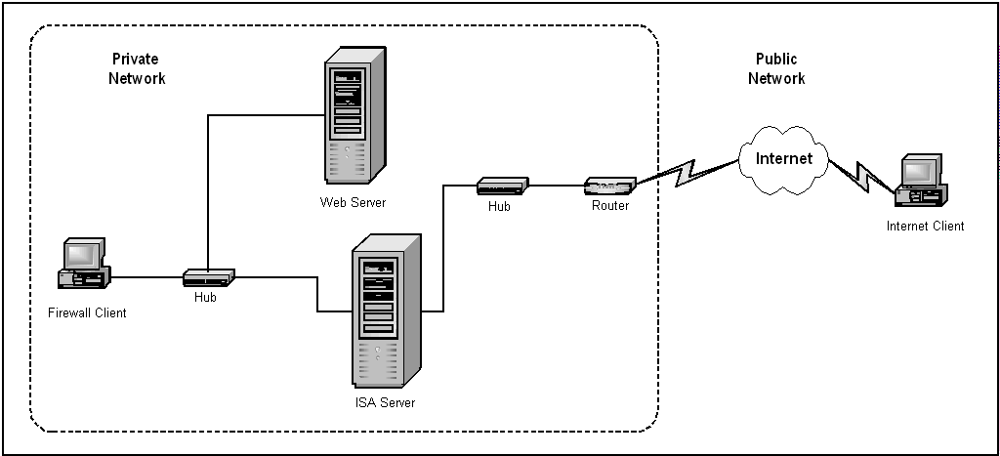 Private
Network
Public
Network
Internet
Web Server
Hub
Router
Internet Client
Hub
Firewall Client
ISA Server